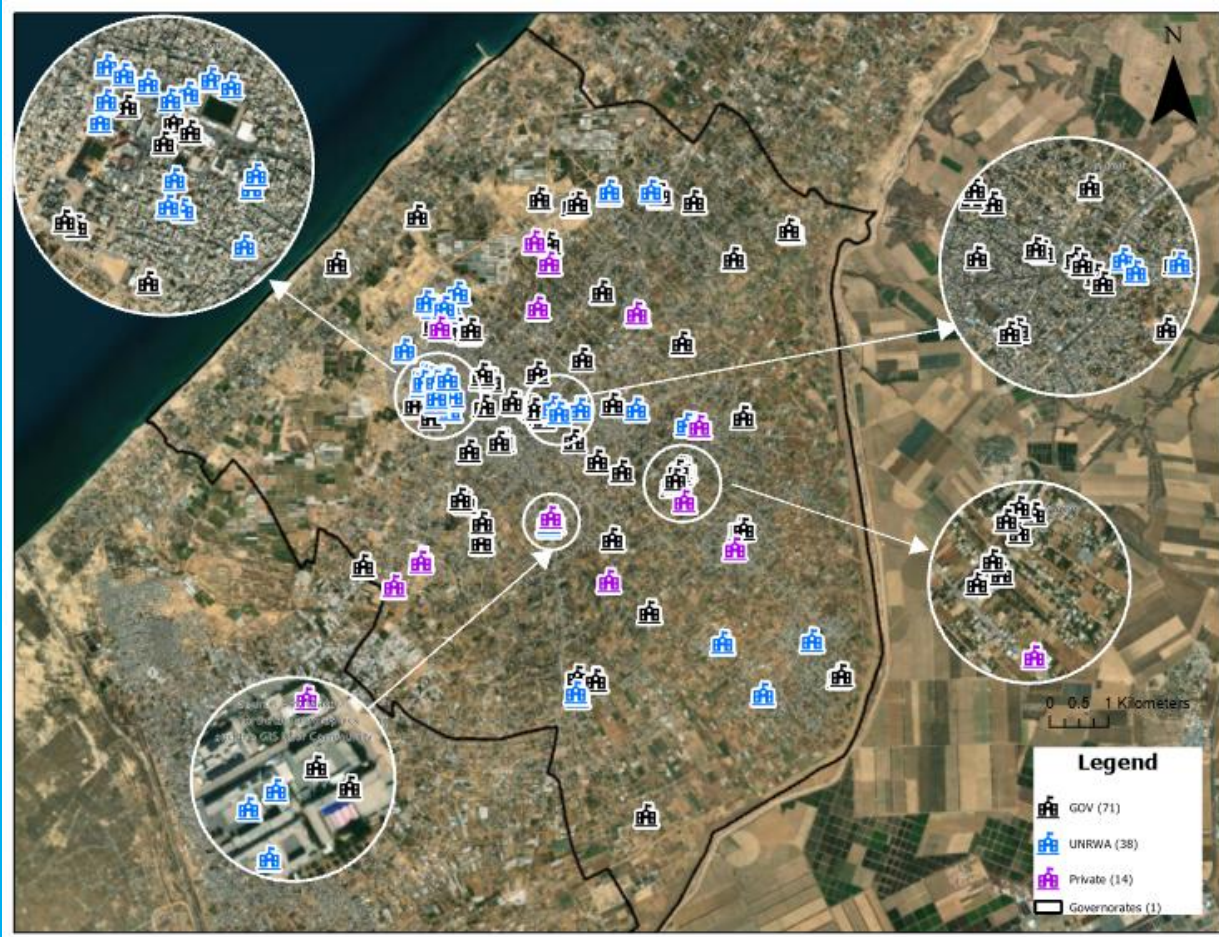 N
0 0.5 1 Kilometers
Legend
GOV (71)
UNRWA (38)
Private (14)
Governorates (1)